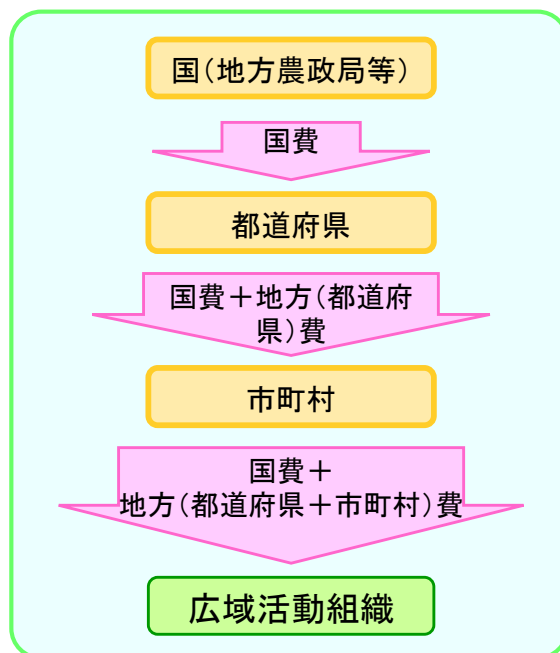 国(地方農政局等)
国費
都道府県
国費+地方(都道府
県)費
市町村
国費+
地方(都道府県+市町村)費
広域活動組織